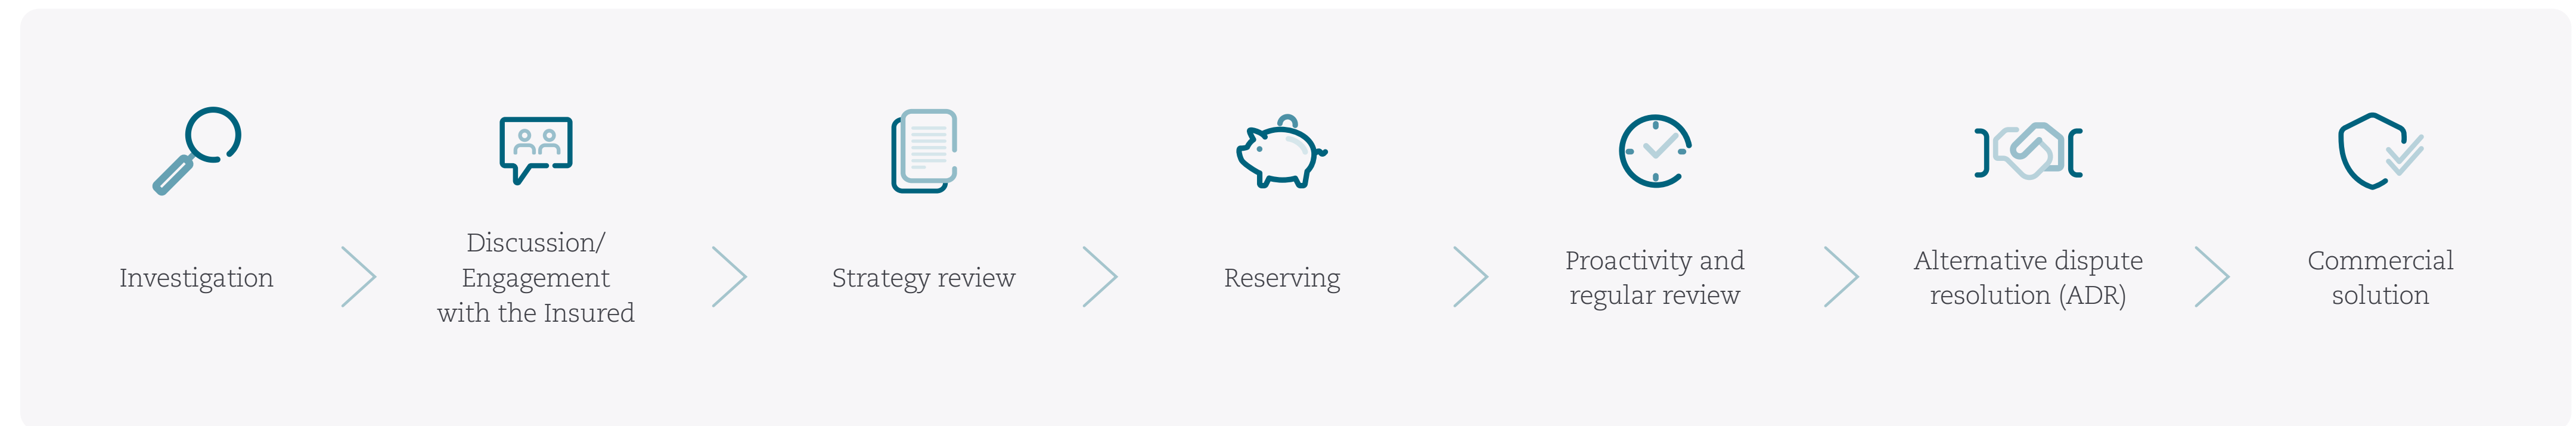 Investigation
Discussion/
Engagement
with the Insured
Strategy review
Reserving
Proactivity and
regular review
Alternative dispute
resolution (ADR)
Commercial
solution